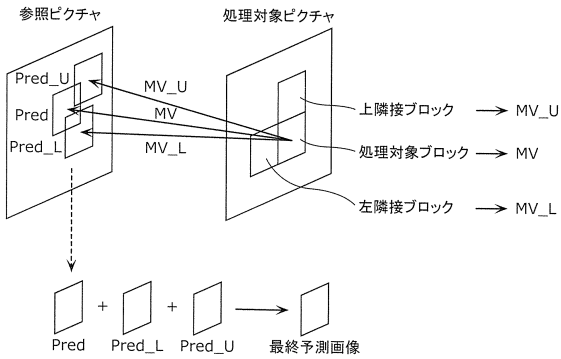 参照ピクチャ
処理対象ピクチャ
Pred_U
Pred
Pred_L
MV_U
MV
MV_L
上隣接ブロック
MV_U
処理対象ブロック
MV
左隣接ブロック
MV_L
+
+
Pred
Pred_L
Pred_U
最終予測画像